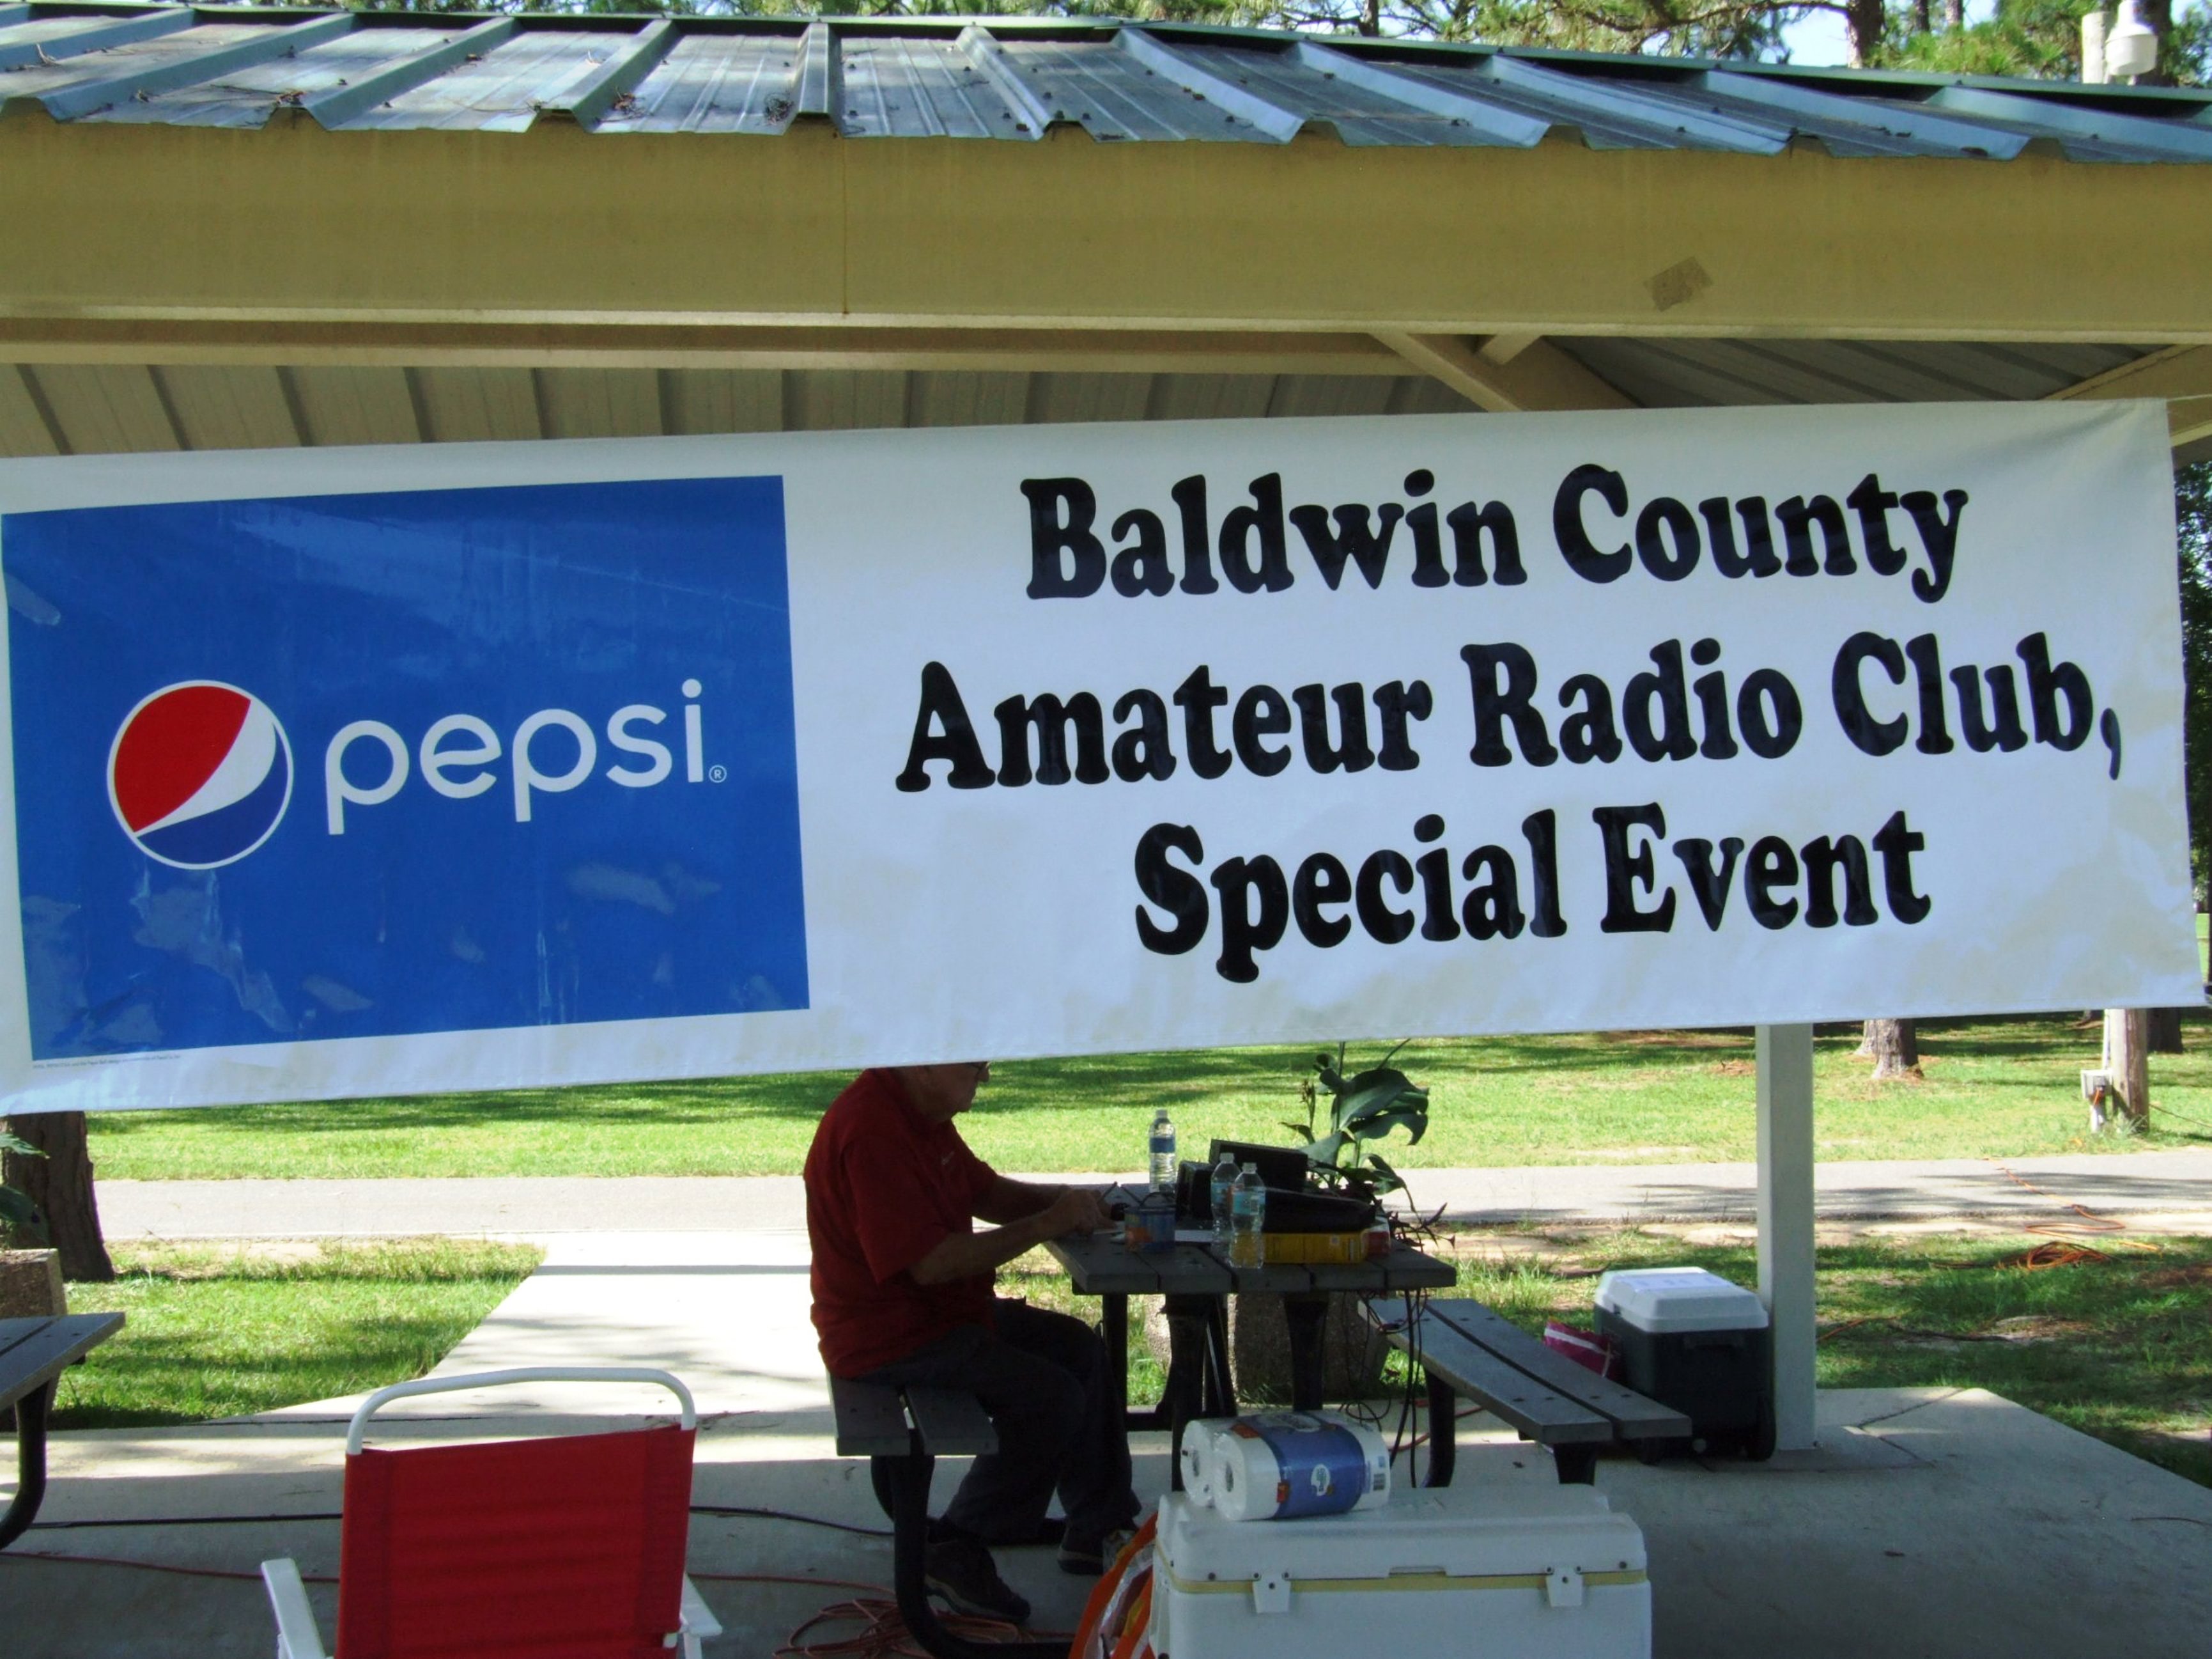 pepsi®
Baldwin County
Amateur Radio Club,
Special Event